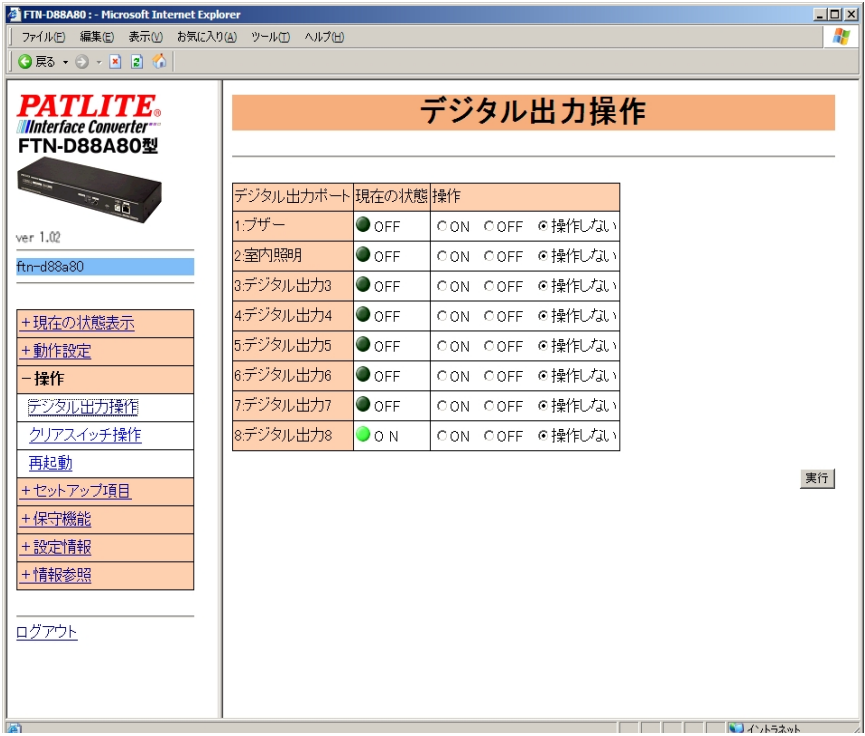 FTN-D88A80 : - Microsoft Internet Explorer
ファイル(F) 編集(E) 表示(V) お気に入り(A) ツール(T) ヘルプ(H)
戻る
PATLITE®
Interface Converter
FTN-D88A80型
ver 1.02
ftn-d88a80
+現在の状態表示
+動作設定
-操作
デジタル出力操作
クリアスイッチ操作
再起動
+セットアップ項目
+保守機能
+設定情報
+情報参照
ログアウト
デジタル出力操作
デジタル出力ポート 現在の状態 操作
1:ブザー OFF ON OFF 操作しない
2:室内照明 OFF ON OFF 操作しない
3:デジタル出力3 OFF ON OFF 操作しない
4:デジタル出力4 OFF ON OFF 操作しない
5:デジタル出力5 OFF ON OFF 操作しない
6:デジタル出力6 OFF ON OFF 操作しない
7:デジタル出力7 OFF ON OFF 操作しない
8:デジタル出力8 O N ON OFF 操作しない
実行
イントラネット